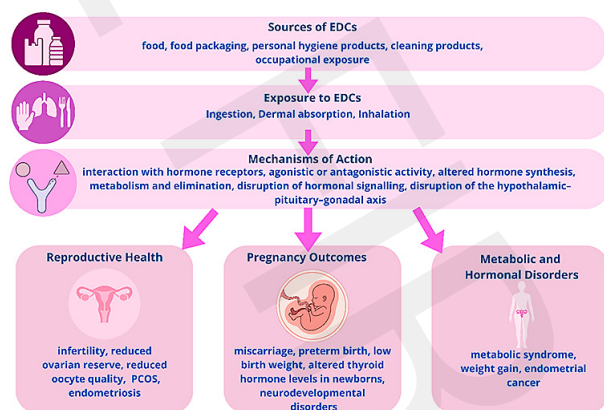 Sources of EDCs
food, food packaging, personal hygiene products, cleaning products,
occupational exposure
Exposure to EDCs
Ingestion, Dermal absorption, Inhalation
Mechanisms of Action
interaction with hormone receptors, agonistic or antagonistic activity, altered hormone synthesis,
metabolism and elimination, disruption of hormonal signalling, disruption of the hypothalamic–
pituitary–gonadal axis
Reproductive Health
infertility, reduced
ovarian reserve, reduced
oocyte quality, PCOS,
endometriosis
Pregnancy Outcomes
miscarriage, preterm birth, low
birth weight, altered thyroid
hormone levels in newborns,
neurodevelopmental
disorders
Metabolic and
Hormonal Disorders
metabolic syndrome,
weight gain, endometrial
cancer